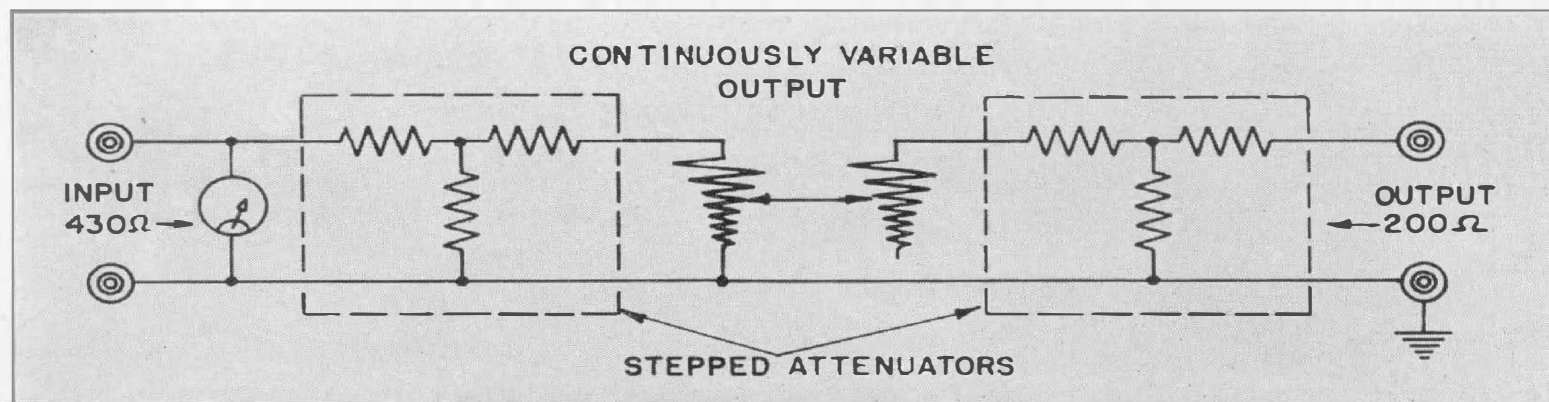 CONTINUOUSLY VARIABLE
OUTPUT
INPUT
430Ω
OUTPUT
200Ω
STEPPED ATTENUATORS